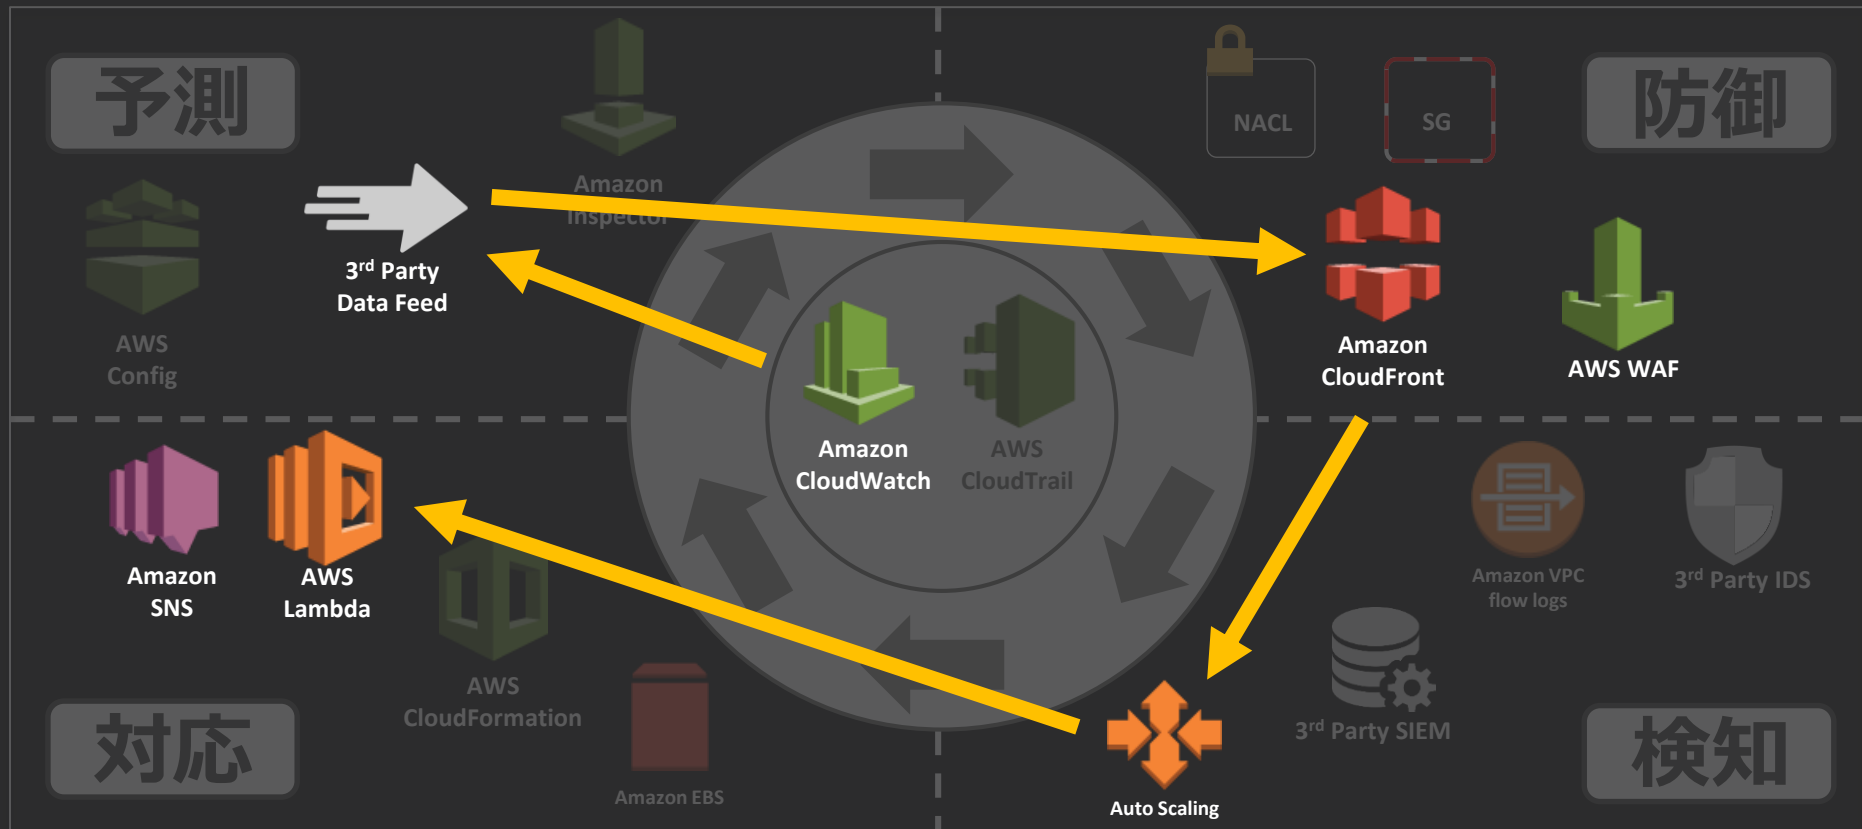 予測
Amazon
Inspector
AWS
Config
3rd Party
Data Feed
NACL
SG
防御
Amazon
CloudFront
AWS WAF
Amazon
CloudWatch
AWS
CloudTrail
Amazon
SNS
AWS
Lambda
AWS
CloudFormation
Amazon EBS
対応
Amazon VPC
flow logs
3rd Party IDS
3rd Party SIEM
Auto Scaling
検知